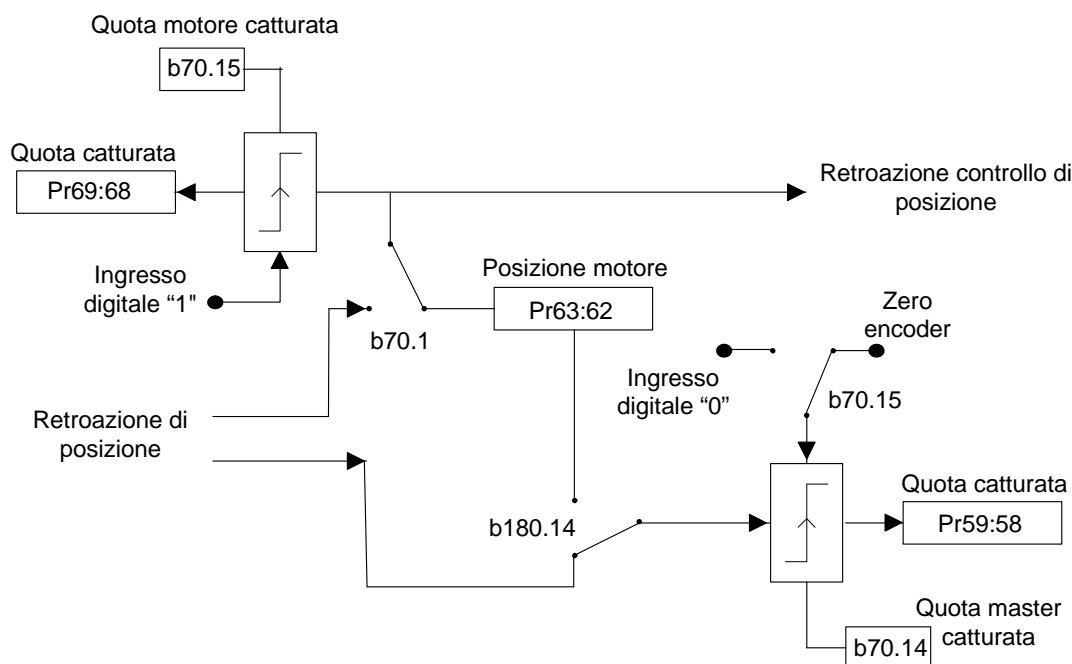 Quota motore catturata
b70.15
Quota catturata
Pr69:68
Retroazione controllo di
posizione
Ingresso
digitale “1"
Posizione motore
Pr63:62
b70.1
Zero
encoder
Ingresso
digitale “0”
b70.15
Retroazione di
posizione
b180.14
Quota catturata
Pr59:58
Quota master
catturata
b70.14